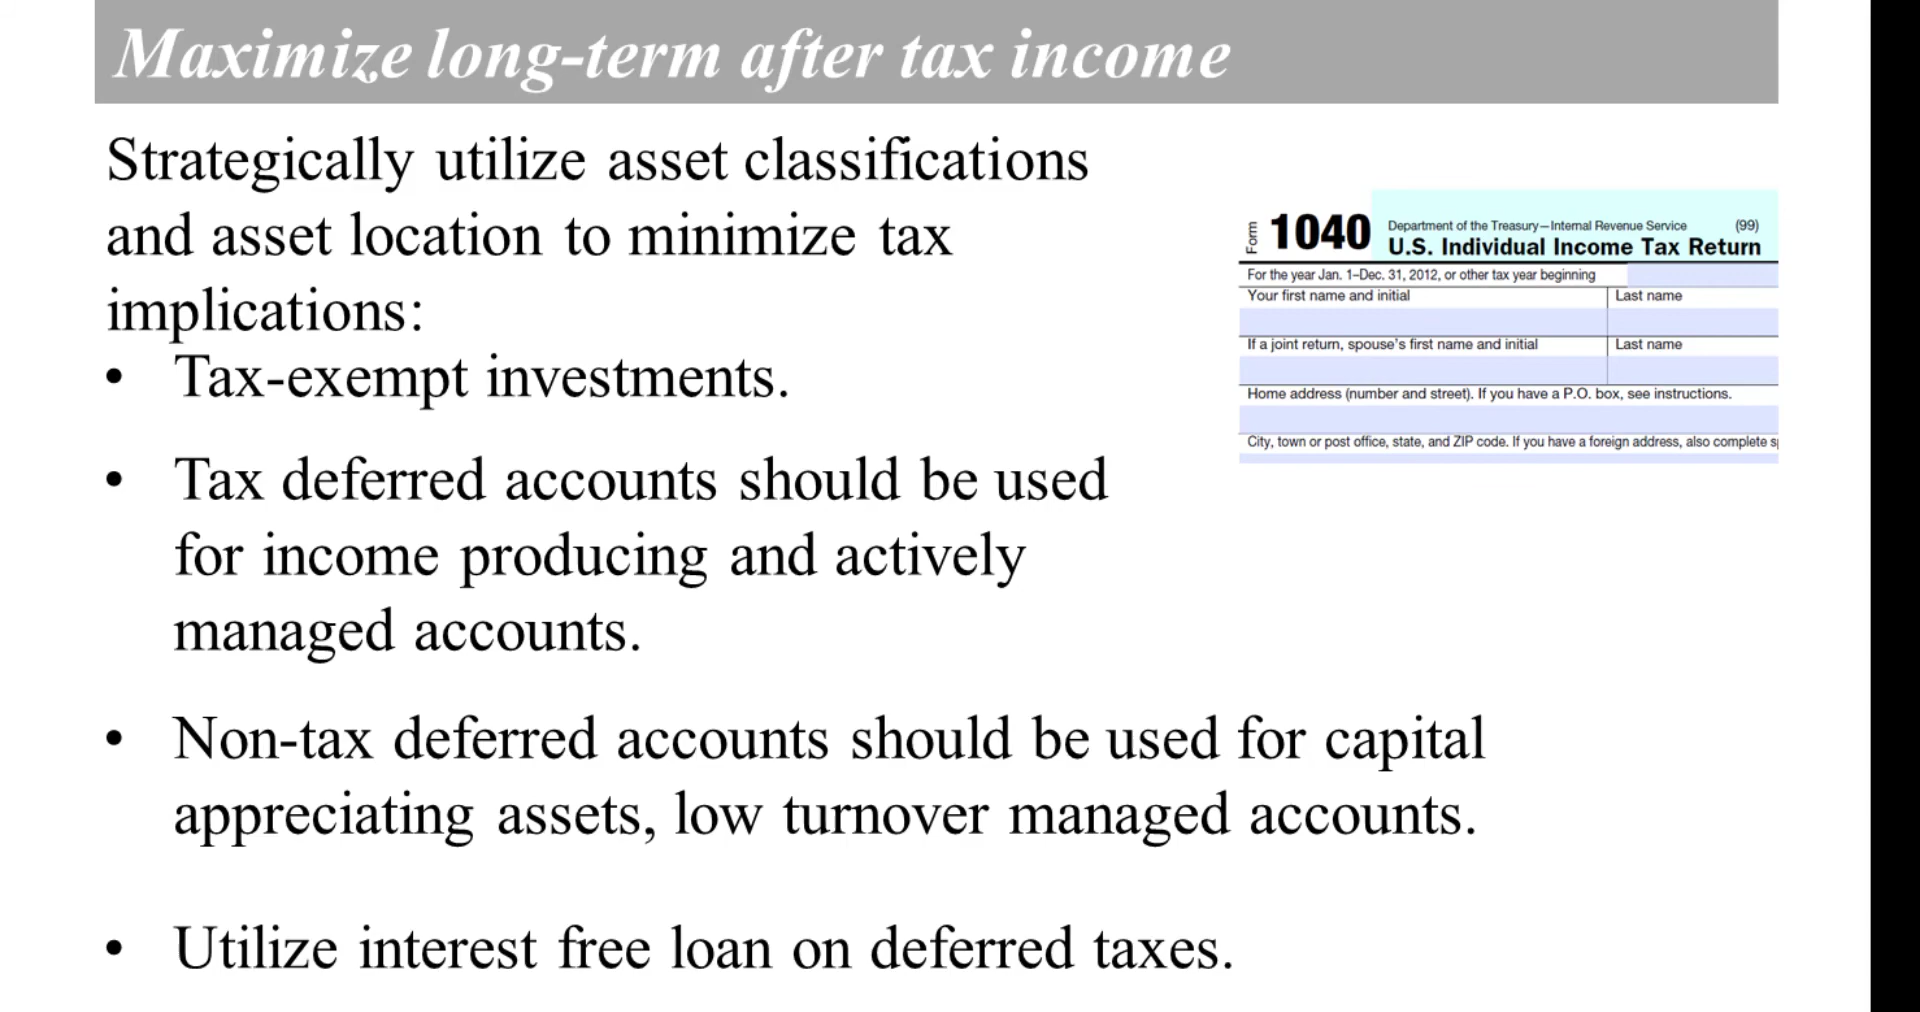 Maximize long-term after tax income
Strategically utilize asset classifications
and asset location to minimize tax
implications:
• Tax-exempt investments.
• Tax deferred accounts should be used
for income producing and actively
managed accounts.
• Non-tax deferred accounts should be used for capital
appreciating assets, low turnover managed accounts.
• Utilize interest free loan on deferred taxes.
Form 1040 Department of the Treasury—Internal Revenue Service (99)
U.S. Individual Income Tax Return
For the year Jan. 1–Dec. 31, 2012, or other tax year beginning
Your first name and initial Last name
If a joint return, spouse's first name and initial Last name
Home address (number and street). If you have a P.O. box, see instructions.
City, town or post office, state, and ZIP code. If you have a foreign address, also complete